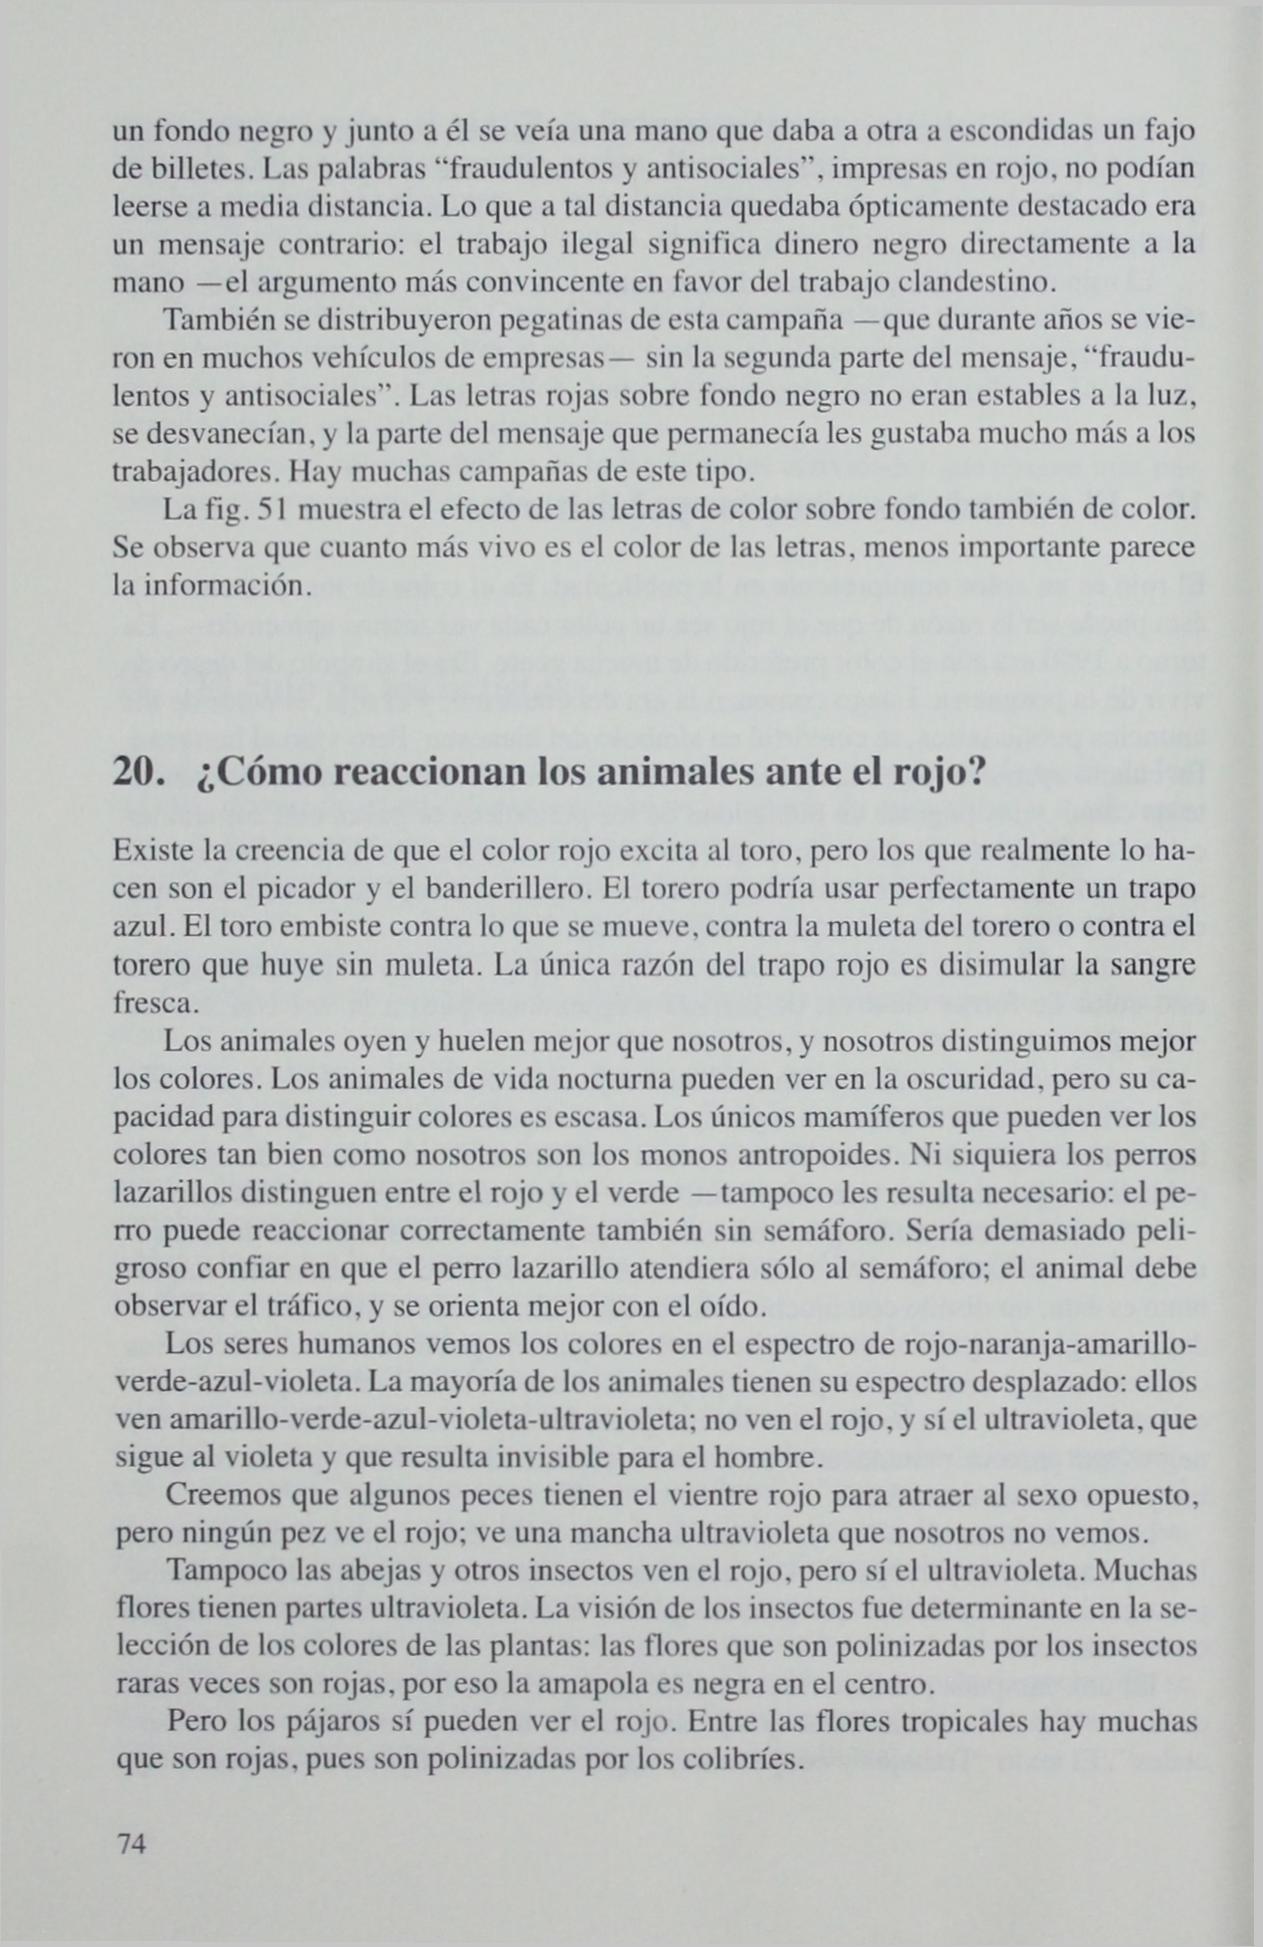 un fondo negro y junto a él se veía una mano que daba a otra a escondidas un fajo
de billetes. Las palabras “fraudulentos y antisociales”, impresas en rojo, no podían
leerse a media distancia. Lo que a tal distancia quedaba ópticamente destacado era
un mensaje contrario: el trabajo ilegal significa dinero negro directamente a la
mano —el argumento más convincente en favor del trabajo clandestino.
También se distribuyeron pegatinas de esta campaña —que durante años se vie-
ron en muchos vehículos de empresas— sin la segunda parte del mensaje, “fraudu-
lentos y antisociales”. Las letras rojas sobre fondo negro no eran estables a la luz,
se desvanecían, y la parte del mensaje que permanecía les gustaba mucho más a los
trabajadores. Hay muchas campañas de este tipo.
La fig. 51 muestra el efecto de las letras de color sobre fondo también de color.
Se observa que cuanto más vivo es el color de las letras, menos importante parece
la información.
20. ¿Cómo reaccionan los animales ante el rojo?
Existe la creencia de que el color rojo excita al toro, pero los que realmente lo ha-
cen son el picador y el banderillero. El torero podría usar perfectamente un trapo
azul. El toro embiste contra lo que se mueve, contra la muleta del torero o contra el
torero que huye sin muleta. La única razón del trapo rojo es disimular la sangre
fresca.
Los animales oyen y huelen mejor que nosotros, y nosotros distinguimos mejor
los colores. Los animales de vida nocturna pueden ver en la oscuridad, pero su ca-
pacidad para distinguir colores es escasa. Los únicos mamíferos que pueden ver los
colores tan bien como nosotros son los monos antropoides. Ni siquiera los perros
lazarillos distinguen entre el rojo y el verde —tampoco les resulta necesario: el pe-
rro puede reaccionar correctamente también sin semáforo. Sería demasiado peli-
groso confiar en que el perro lazarillo atendiera sólo al semáforo; el animal debe
observar el tráfico, y se orienta mejor con el oído.
Los seres humanos vemos los colores en el espectro de rojo-naranja-amarillo-
verde-azul-violeta. La mayoría de los animales tienen su espectro desplazado: ellos
ven amarillo-verde-azul-violeta-ultravioleta; no ven el rojo, y sí el ultravioleta, que
sigue al violeta y que resulta invisible para el hombre.
Creemos que algunos peces tienen el vientre rojo para atraer al sexo opuesto,
pero ningún pez ve el rojo; ve una mancha ultravioleta que nosotros no vemos.
Tampoco las abejas y otros insectos ven el rojo, pero sí el ultravioleta. Muchas
flores tienen partes ultravioleta. La visión de los insectos fue determinante en la se-
lección de los colores de las plantas: las flores que son polinizadas por los insectos
raras veces son rojas, por eso la amapola es negra en el centro.
Pero los pájaros sí pueden ver el rojo. Entre las flores tropicales hay muchas
que son rojas, pues son polinizadas por los colibríes.
74